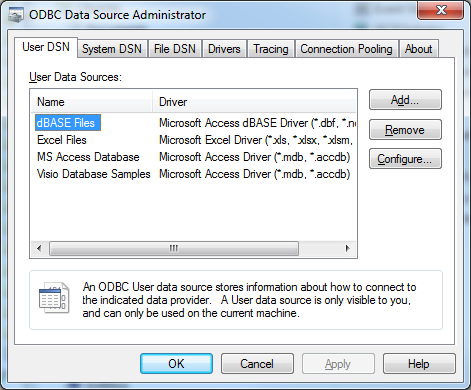 ODBC Data Source Administrator
User DSN System DSN File DSN Drivers Tracing Connection Pooling About
User Data Sources:
Name Driver
dBASE Files Microsoft Access dBASE Driver (*.dbf, *.n
Excel Files Microsoft Excel Driver (*.xls, *.xlsx, *.xlsm,
MS Access Database Microsoft Access Driver (*.mdb, *.accdb)
Visio Database Samples Microsoft Access Driver (*.mdb, *.accdb)
Add...
Remove
Configure...
An ODBC User data source stores information about how to connect to
the indicated data provider. A User data source is only visible to you,
and can only be used on the current machine.
OK Cancel Apply Help